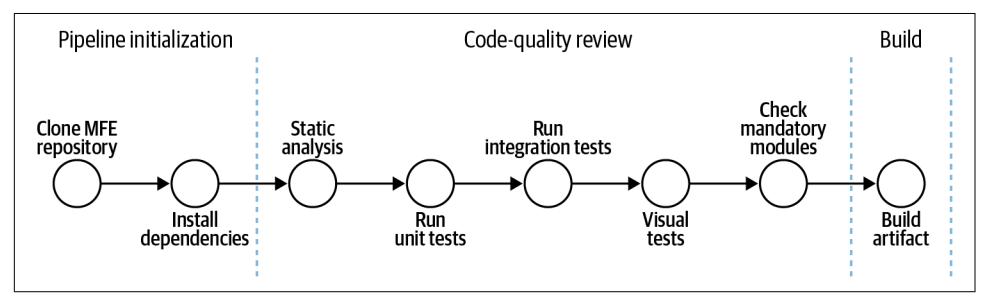 Pipeline initialization
Code-quality review
Build
Clone MFE
repository
Install
dependencies
Static
analysis
Run
unit tests
Run
integration tests
Visual
tests
Check
mandatory
modules
Build
artifact